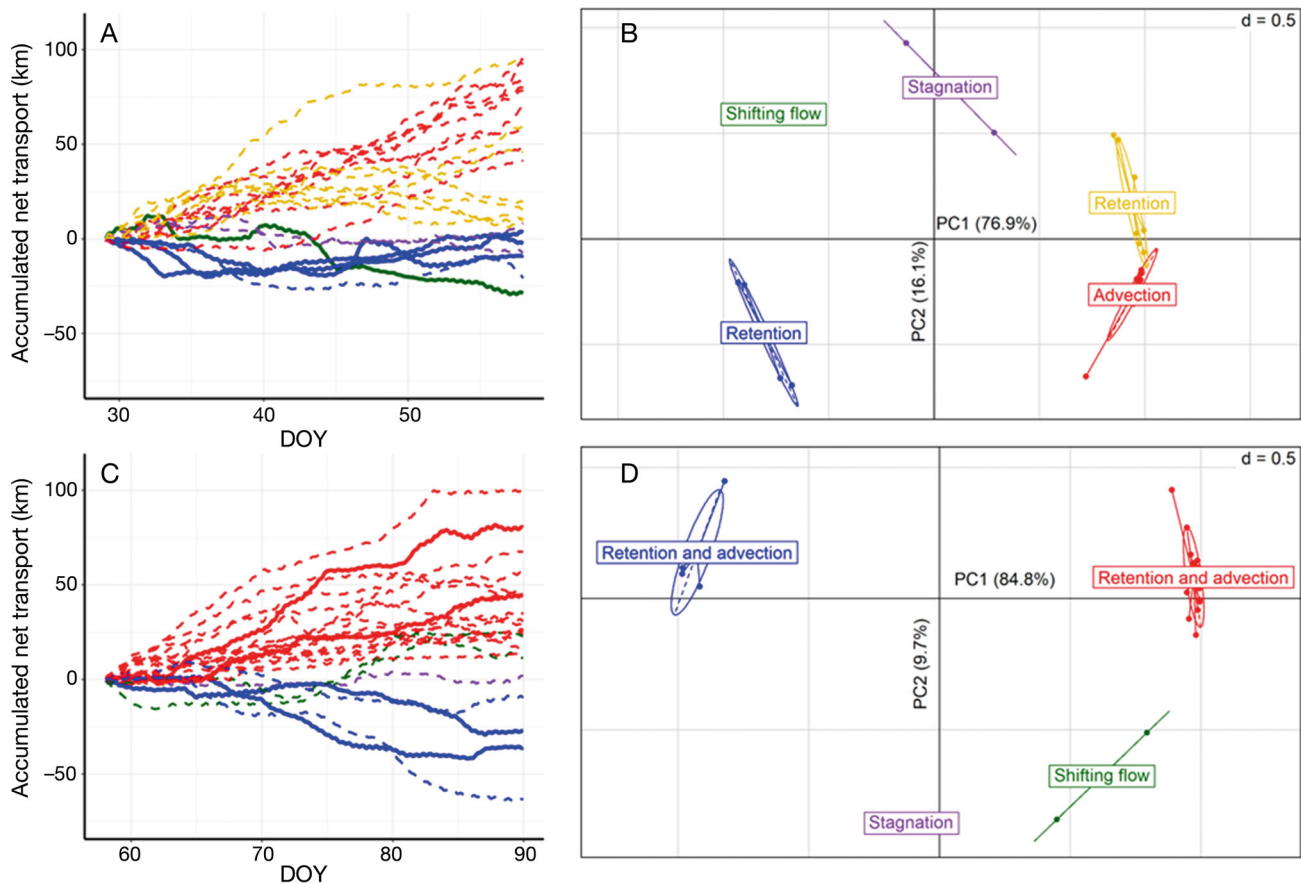 A
Accumulated net transport (km)
100
50
0
−50
30
40
50
DOY
B
d = 0.5
Stagnation
Shifting flow
Retention
PC1 (76.9%)
PC2 (16.1%)
Advection
Retention
C
Accumulated net transport (km)
100
50
0
−50
60
70
80
90
DOY
D
d = 0.5
Retention and advection
PC1 (84.8%)
Retention and advection
PC2 (9.7%)
Shifting flow
Stagnation